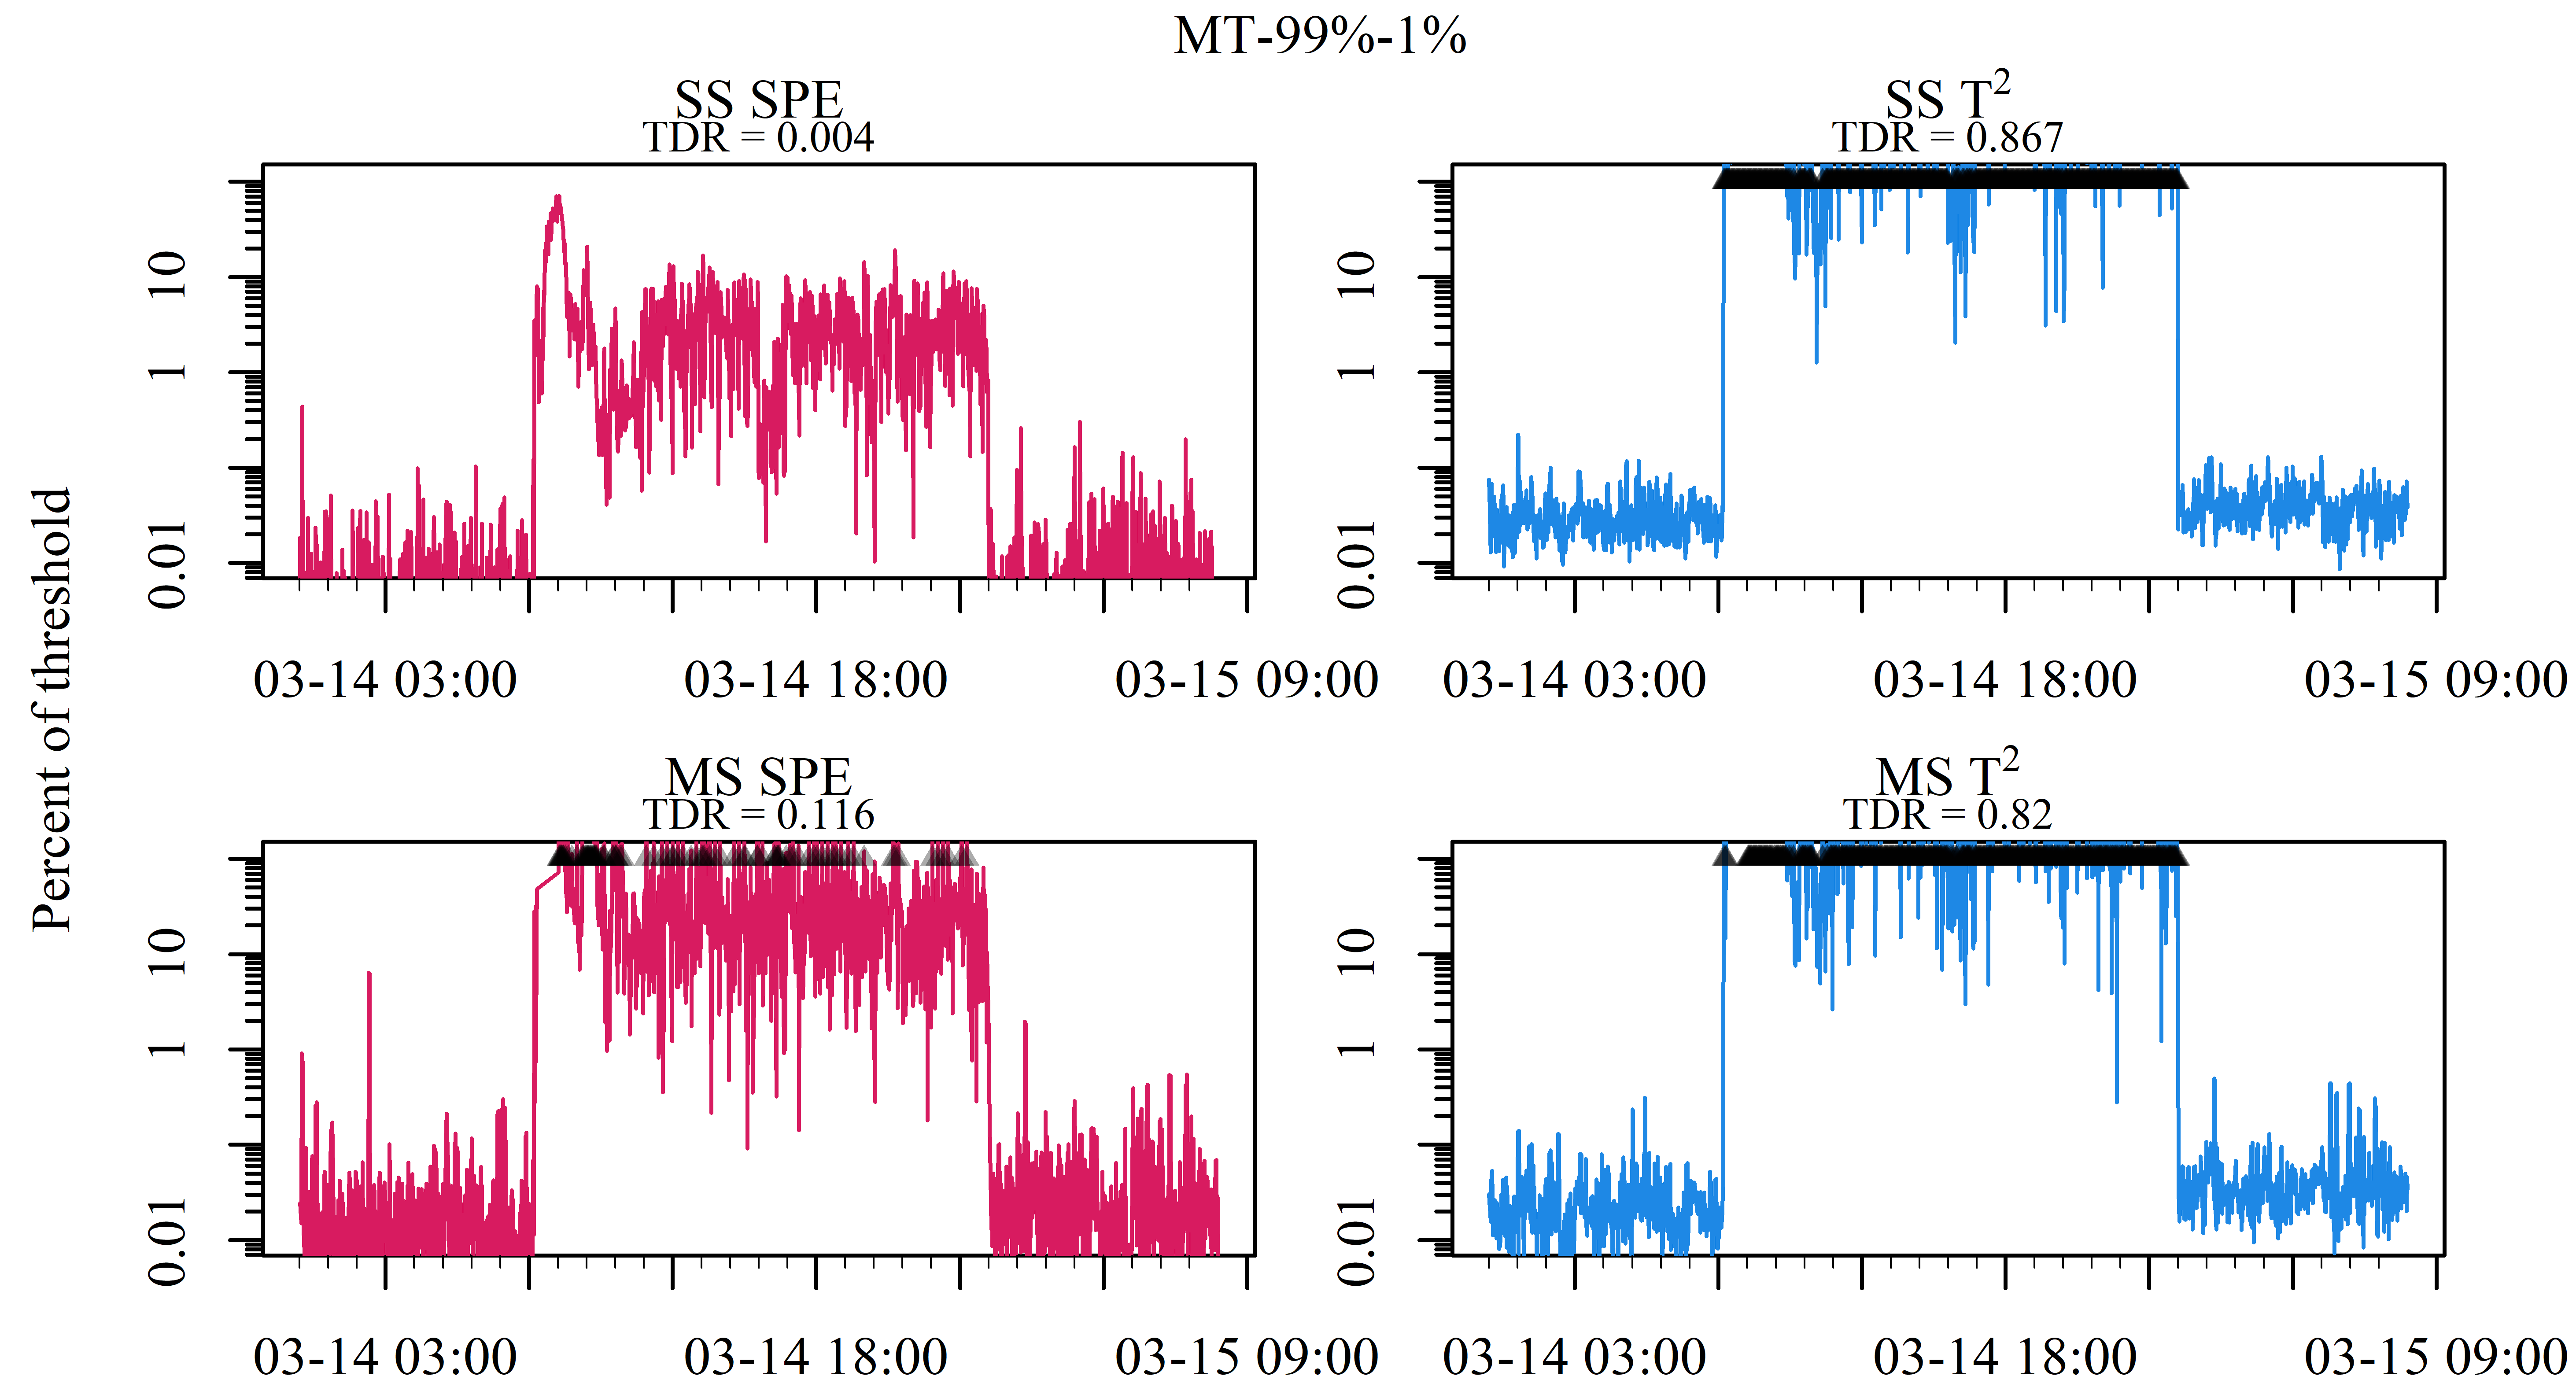 MT-99%-1%
SS SPE
TDR = 0.004
10
1
0.01
03-14 03:00
03-14 18:00
03-15 09:00
SS T²
TDR = 0.867
10
1
0.01
03-14 03:00
03-14 18:00
03-15 09:00
Percent of threshold
MS SPE
TDR = 0.116
10
1
0.01
03-14 03:00
03-14 18:00
03-15 09:00
MS T²
TDR = 0.82
10
1
0.01
03-14 03:00
03-14 18:00
03-15 09:00